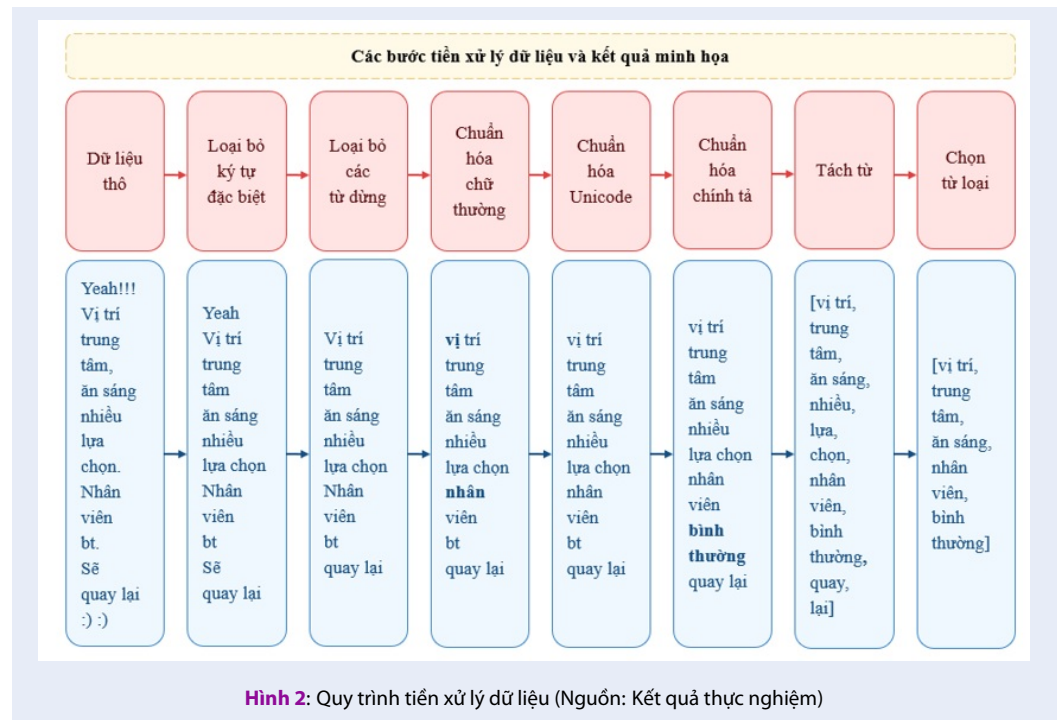 Các bước tiền xử lý dữ liệu và kết quả minh họa
Dữ liệu
thô
Loại bỏ
ký tự
đặc biệt
Loại bỏ
các
từ dừng
Chuẩn
hóa
chữ
thường
Chuẩn
hóa
Unicode
Chuẩn
hóa
chính tả
Tách từ
Chọn
từ loại
Yeah!!!
Vị trí
trung
tâm,
ăn sáng
nhiều
lựa
chọn.
Nhân
viên
bt.
Sẽ
quay lại
:) :)
Yeah
Vị trí
trung
tâm
ăn sáng
nhiều
lựa chọn
Nhân
viên
bt
Sẽ
quay lại
Vị trí
trung
tâm
ăn sáng
nhiều
lựa chọn
Nhân
viên
bt
quay lại
vị trí
trung
tâm
ăn sáng
nhiều
lựa chọn
nhân
viên
bt
quay lại
vị trí
trung
tâm
ăn sáng
nhiều
lựa chọn
nhân
viên
bt
quay lại
vị trí
trung
tâm
ăn sáng
nhiều
lựa chọn
nhân
viên
bình
thường
quay lại
[vị trí,
trung
tâm,
ăn sáng,
nhiều,
lựa,
chọn,
nhân
viên,
bình
thường,
quay,
lại]
[vị trí,
trung
tâm,
ăn sáng,
nhân
viên,
bình
thường]
Hình 2: Quy trình tiền xử lý dữ liệu (Nguồn: Kết quả thực nghiệm)